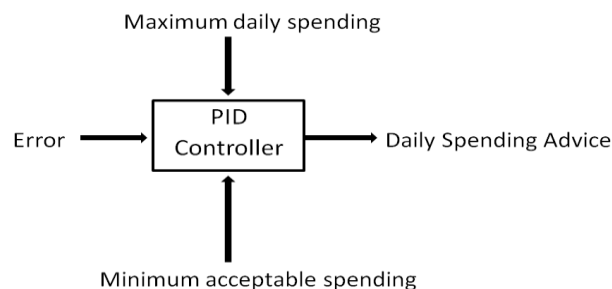 Maximum daily spending
PID
Controller
Error
Daily Spending Advice
Minimum acceptable spending